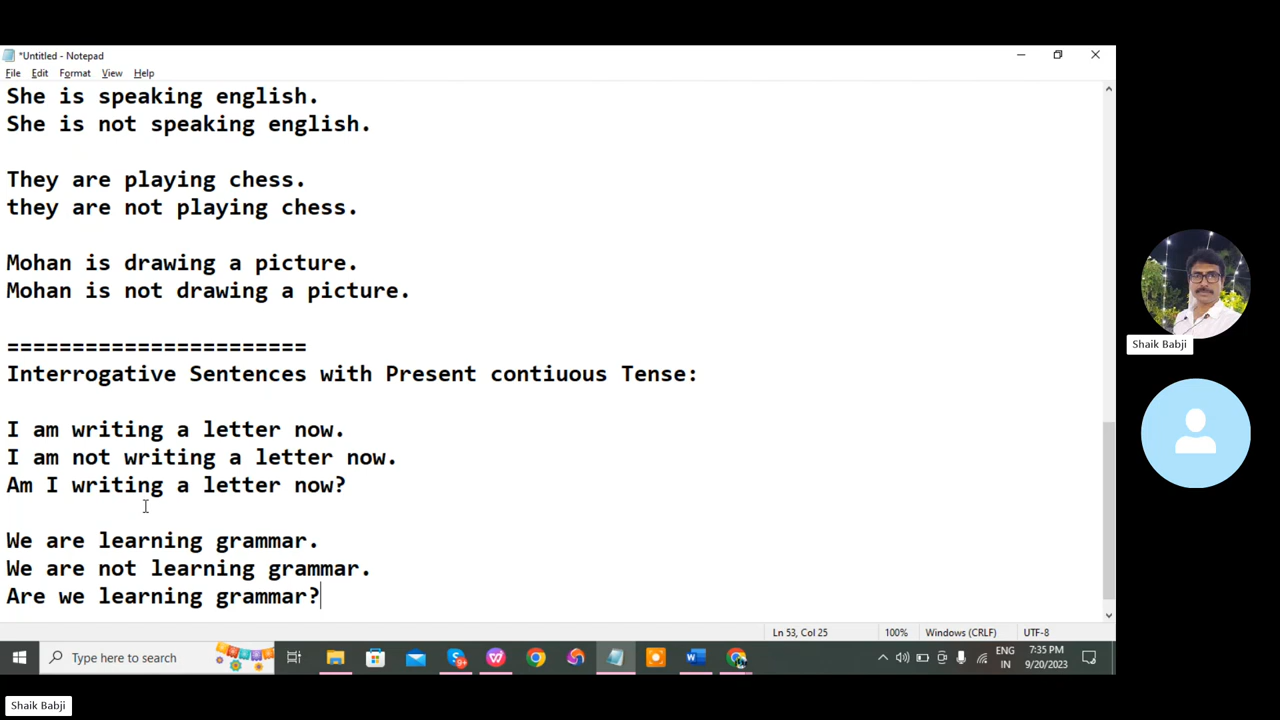 *Untitled - Notepad
File Edit Format View Help
She is speaking english.
She is not speaking english.
They are playing chess.
they are not playing chess.
Mohan is drawing a picture.
Mohan is not drawing a picture.
=======================
Interrogative Sentences with Present contiuous Tense:
I am writing a letter now.
I am not writing a letter now.
Am I writing a letter now?
We are learning grammar.
We are not learning grammar.
Are we learning grammar?
Ln 53, Col 25 100% Windows (CRLF) UTF-8
Type here to search
ENG
IN
7:35 PM
9/20/2023
Shaik Babji
Shaik Babji